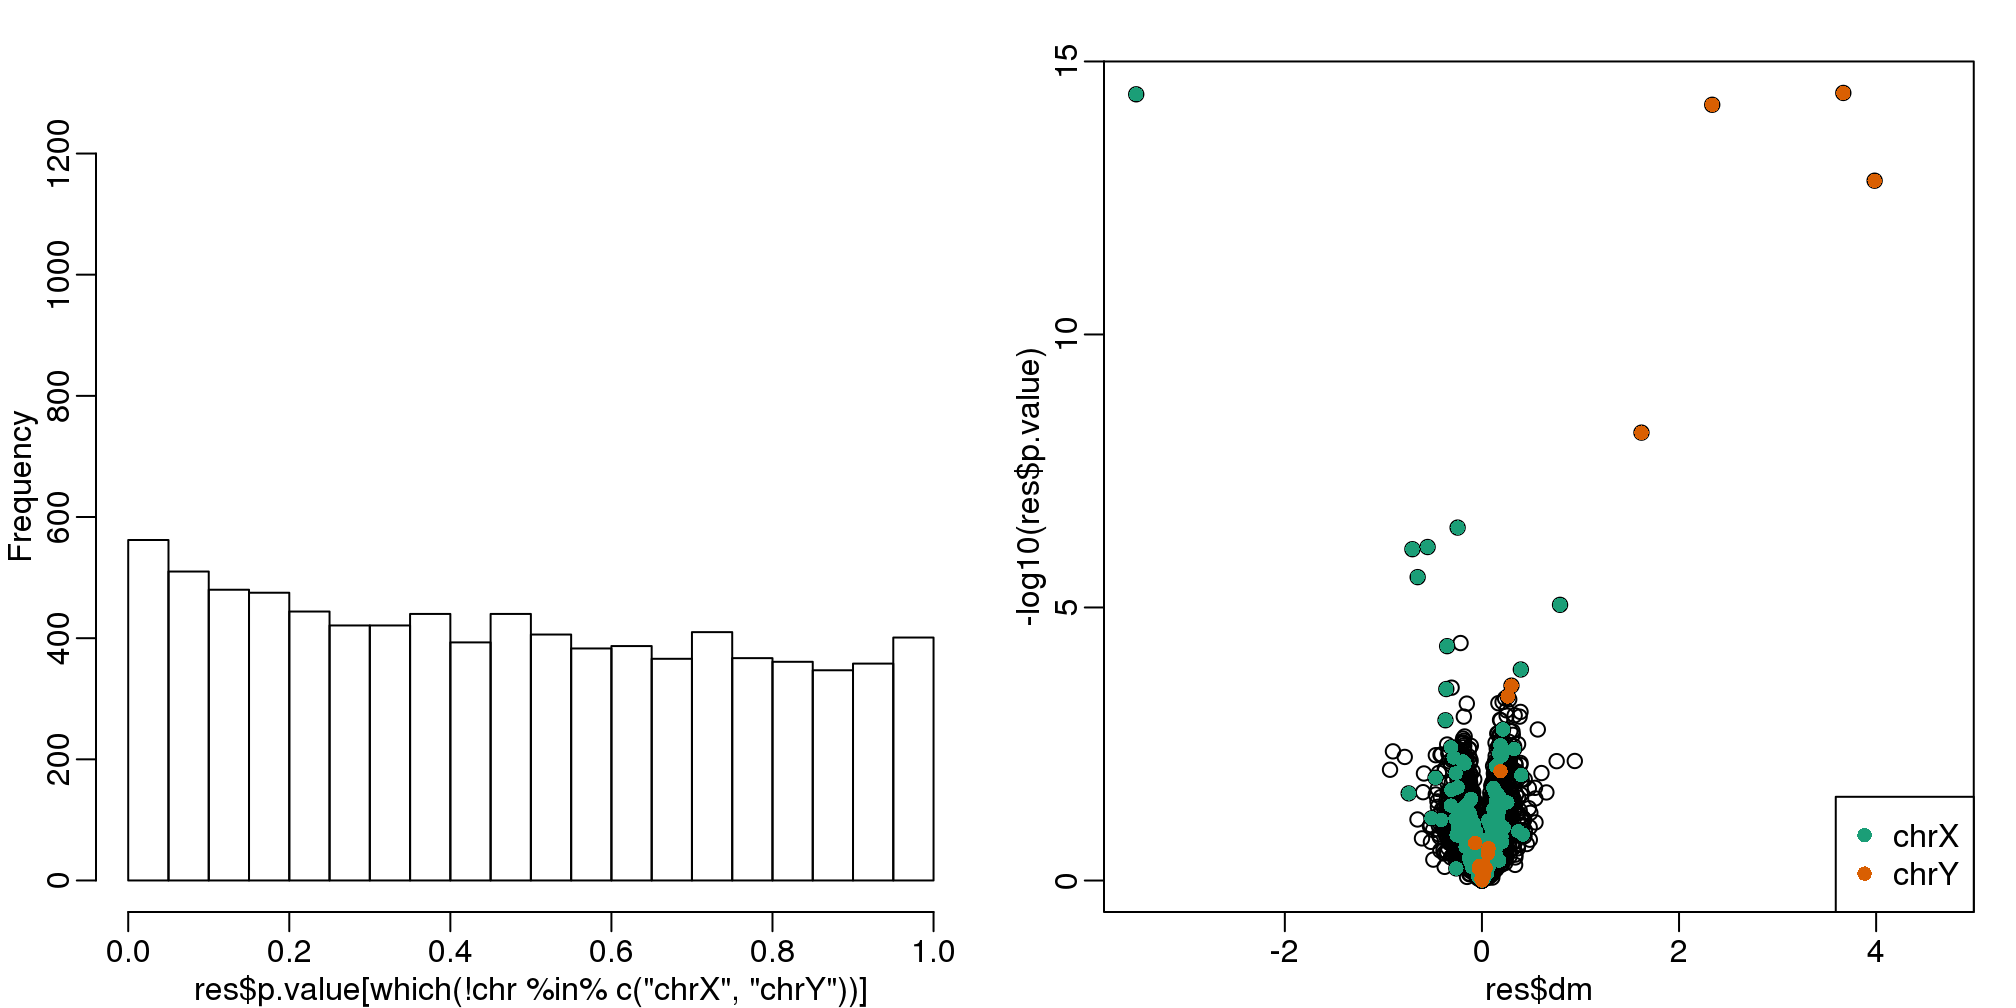 Frequency
1200
1000
800
600
400
200
0
0.0 0.2 0.4 0.6 0.8 1.0
res$p.value[which(!chr %in% c("chrX", "chrY"))]
-log10(res$p.value)
15
10
5
0
-2 0 2 4
res$dm
chrX
chrY